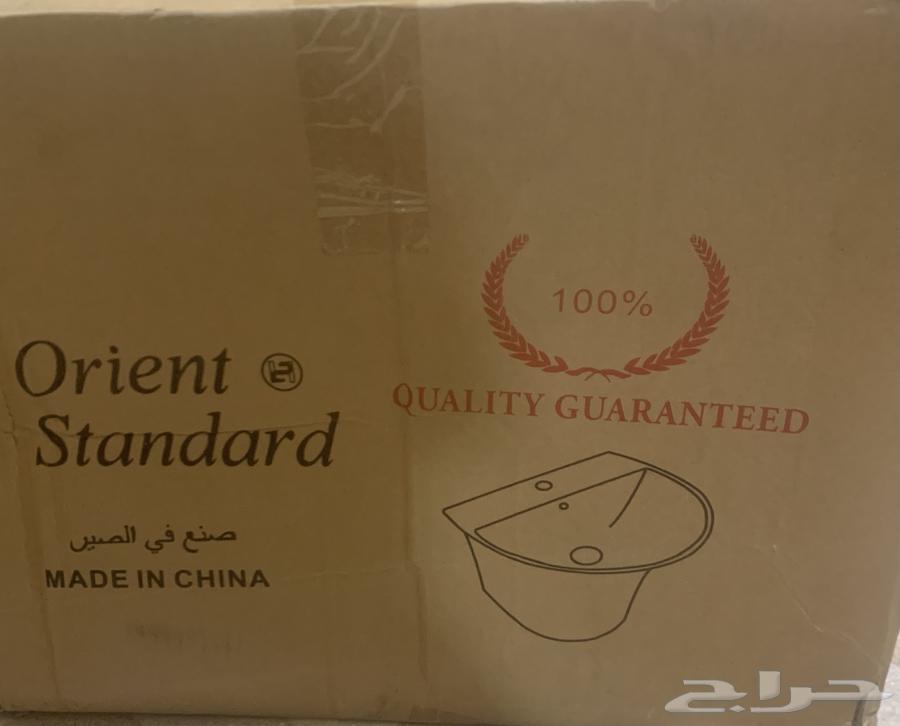 Orient
Standard
صنع في الصين
MADE IN CHINA
100%
QUALITY GUARANTEED
حراج